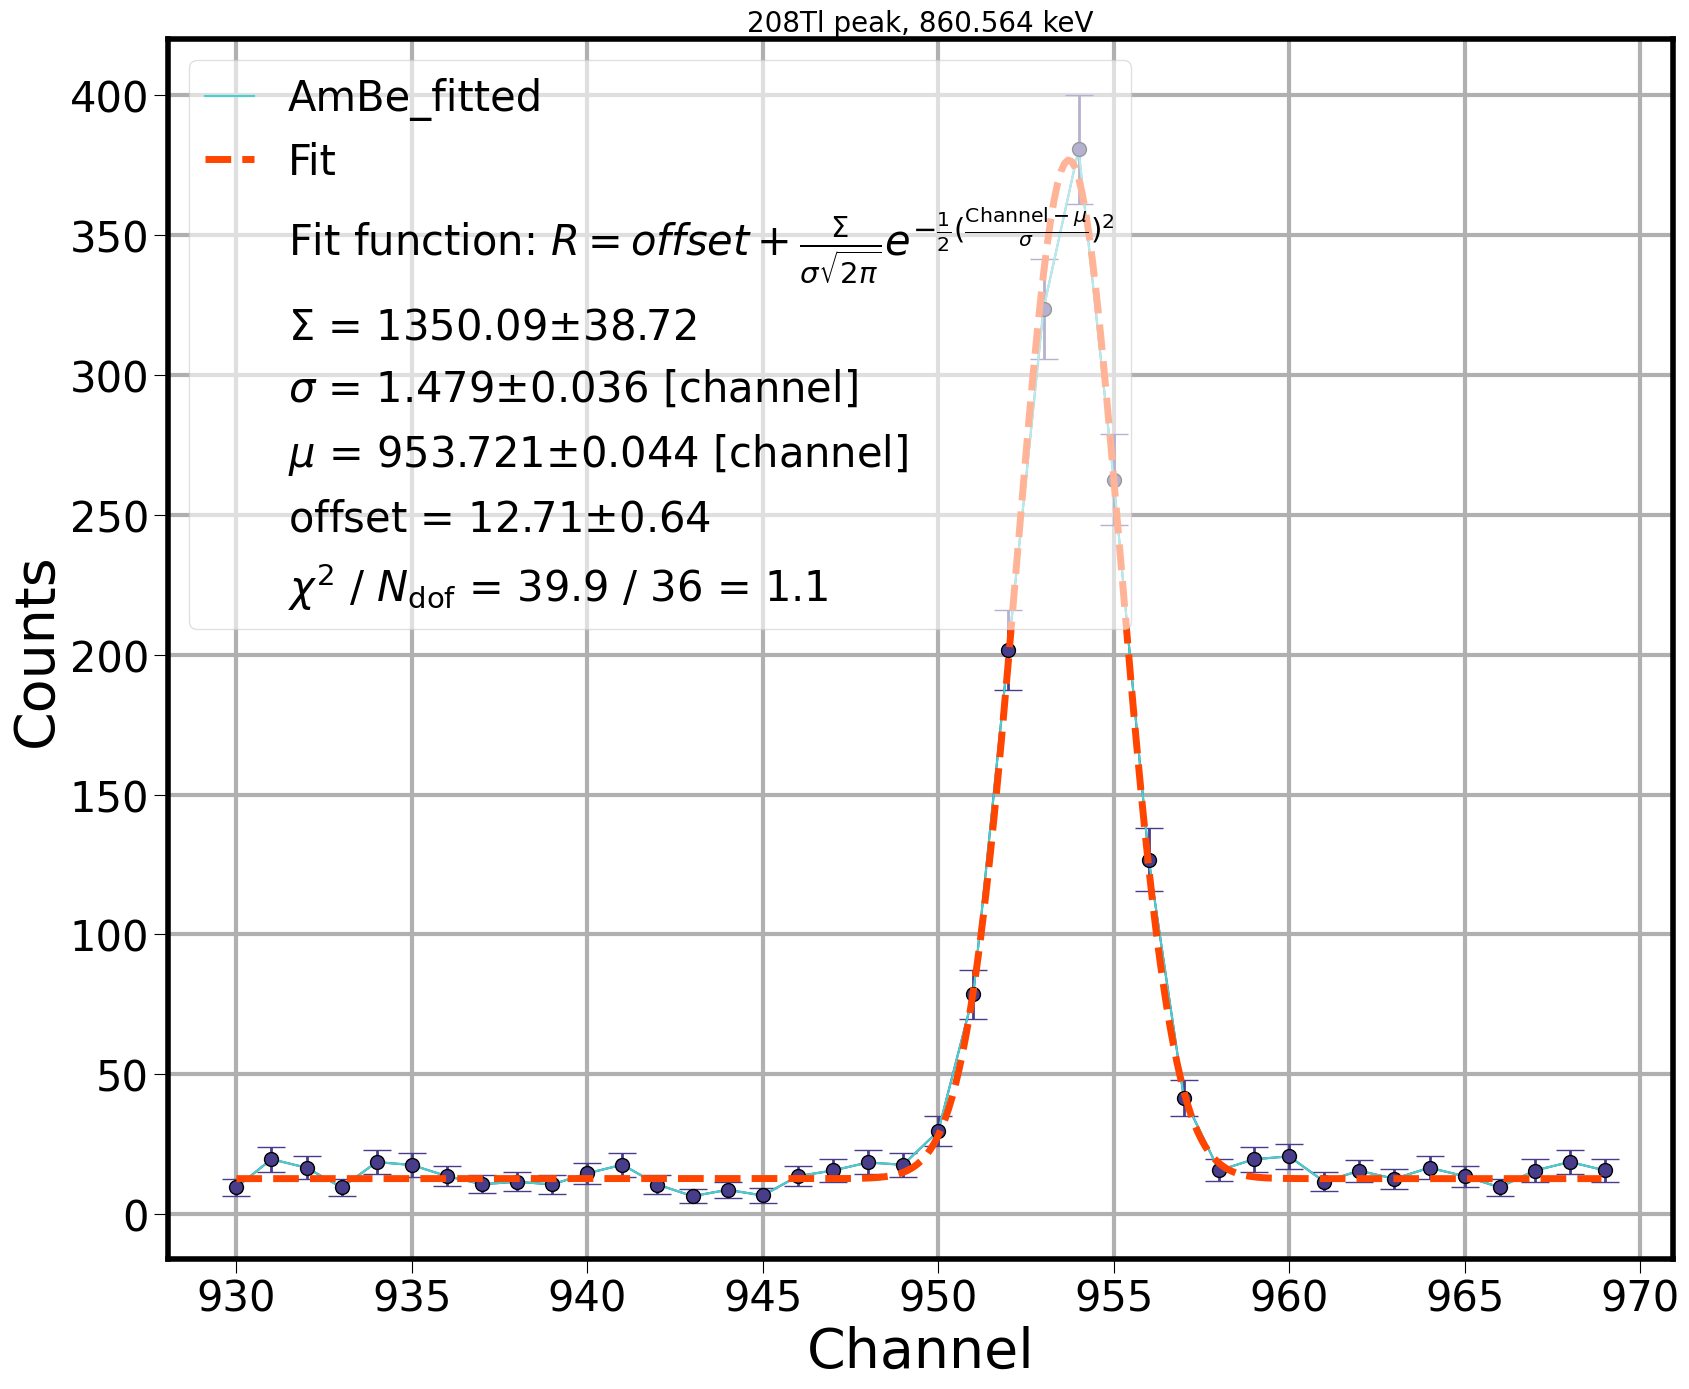 208Tl peak, 860.564 keV
AmBe_fitted
Fit
Fit function: R = offset + Σ/(σ√2π) e^(−1/2((Channel−μ)/σ)²)
Σ = 1350.09±38.72
σ = 1.479±0.036 [channel]
μ = 953.721±0.044 [channel]
offset = 12.71±0.64
χ² / N_dof = 39.9 / 36 = 1.1
Counts
400
350
300
250
200
150
100
50
0
930 935 940 945 950 955 960 965 970
Channel